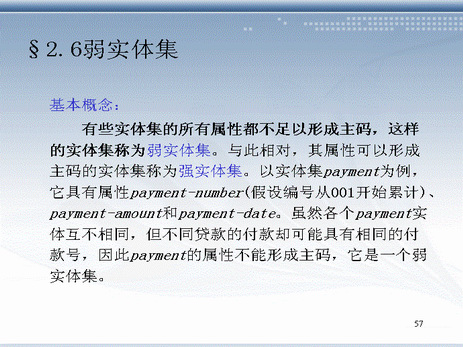 §2.6弱实体集
基本概念：
有些实体集的所有属性都不足以形成主码，这样
的实体集称为弱实体集。与此相对，其属性可以形成
主码的实体集称为强实体集。以实体集payment为例，
它具有属性payment-number(假设编号从001开始累计)、
payment-amount和payment-date。虽然各个payment实
体互不相同，但不同贷款的付款却可能具有相同的付
款号，因此payment的属性不能形成主码，它是一个弱
实体集。
57